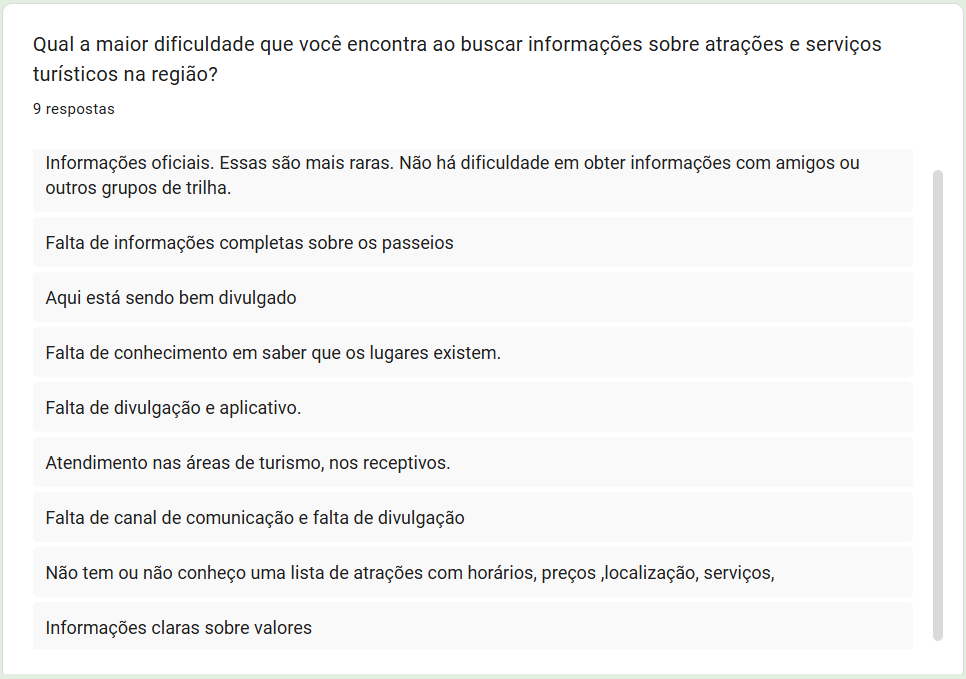 Qual a maior dificuldade que você encontra ao buscar informações sobre atrações e serviços
turísticos na região?
9 respostas
Informações oficiais. Essas são mais raras. Não há dificuldade em obter informações com amigos ou
outros grupos de trilha.
Falta de informações completas sobre os passeios
Aqui está sendo bem divulgado
Falta de conhecimento em saber que os lugares existem.
Falta de divulgação e aplicativo.
Atendimento nas áreas de turismo, nos receptivos.
Falta de canal de comunicação e falta de divulgação
Não tem ou não conheço uma lista de atrações com horários, preços ,localização, serviços,
Informações claras sobre valores